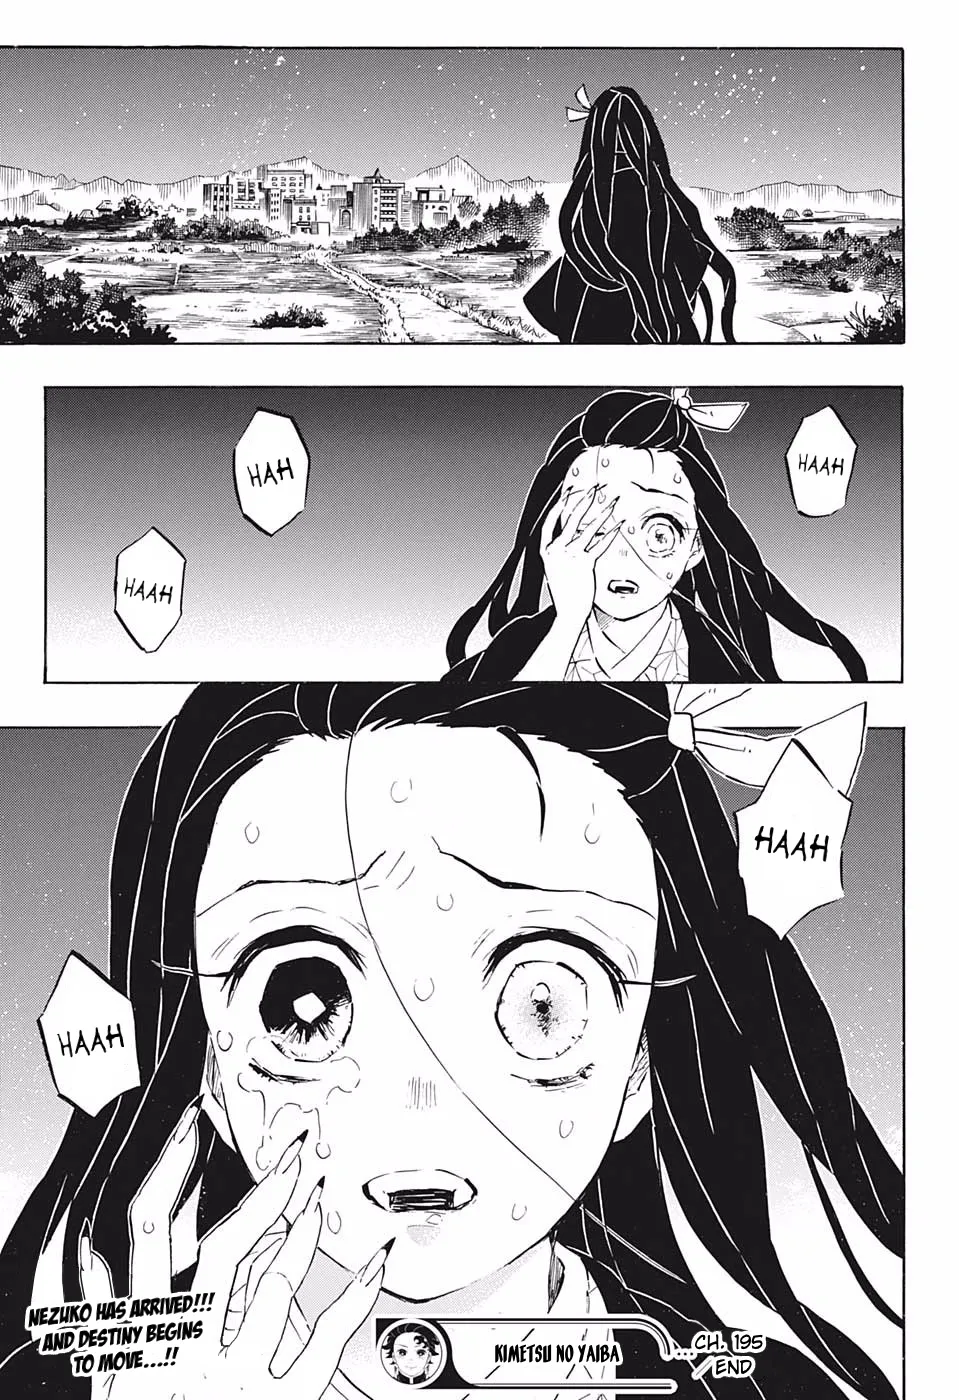 HAAH
HAH
HAAH
HAAH
HAAH
NEZUKO HAS ARRIVED!!!
AND DESTINY BEGINS
TO MOVE...!!
KIMETSU NO YAIBA
...CH. 195
END